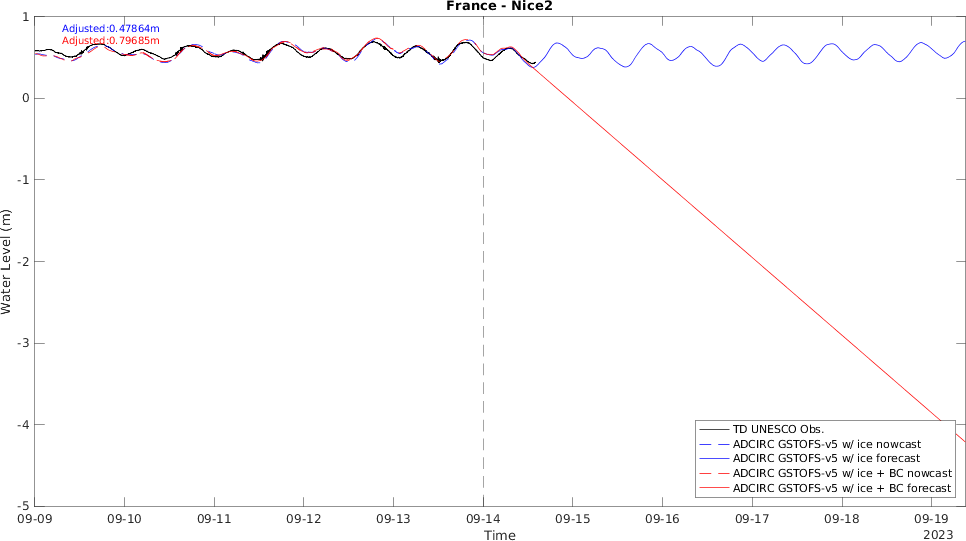 France - Nice2
Adjusted:0.47864m
Adjusted:0.79685m
Water Level (m)
1
0
-1
-2
-3
-4
-5
TD UNESCO Obs.
ADCIRC GSTOFS-v5 w/ ice nowcast
ADCIRC GSTOFS-v5 w/ ice forecast
ADCIRC GSTOFS-v5 w/ ice + BC nowcast
ADCIRC GSTOFS-v5 w/ ice + BC forecast
09-09 09-10 09-11 09-12 09-13 09-14 09-15 09-16 09-17 09-18 09-19
Time
2023